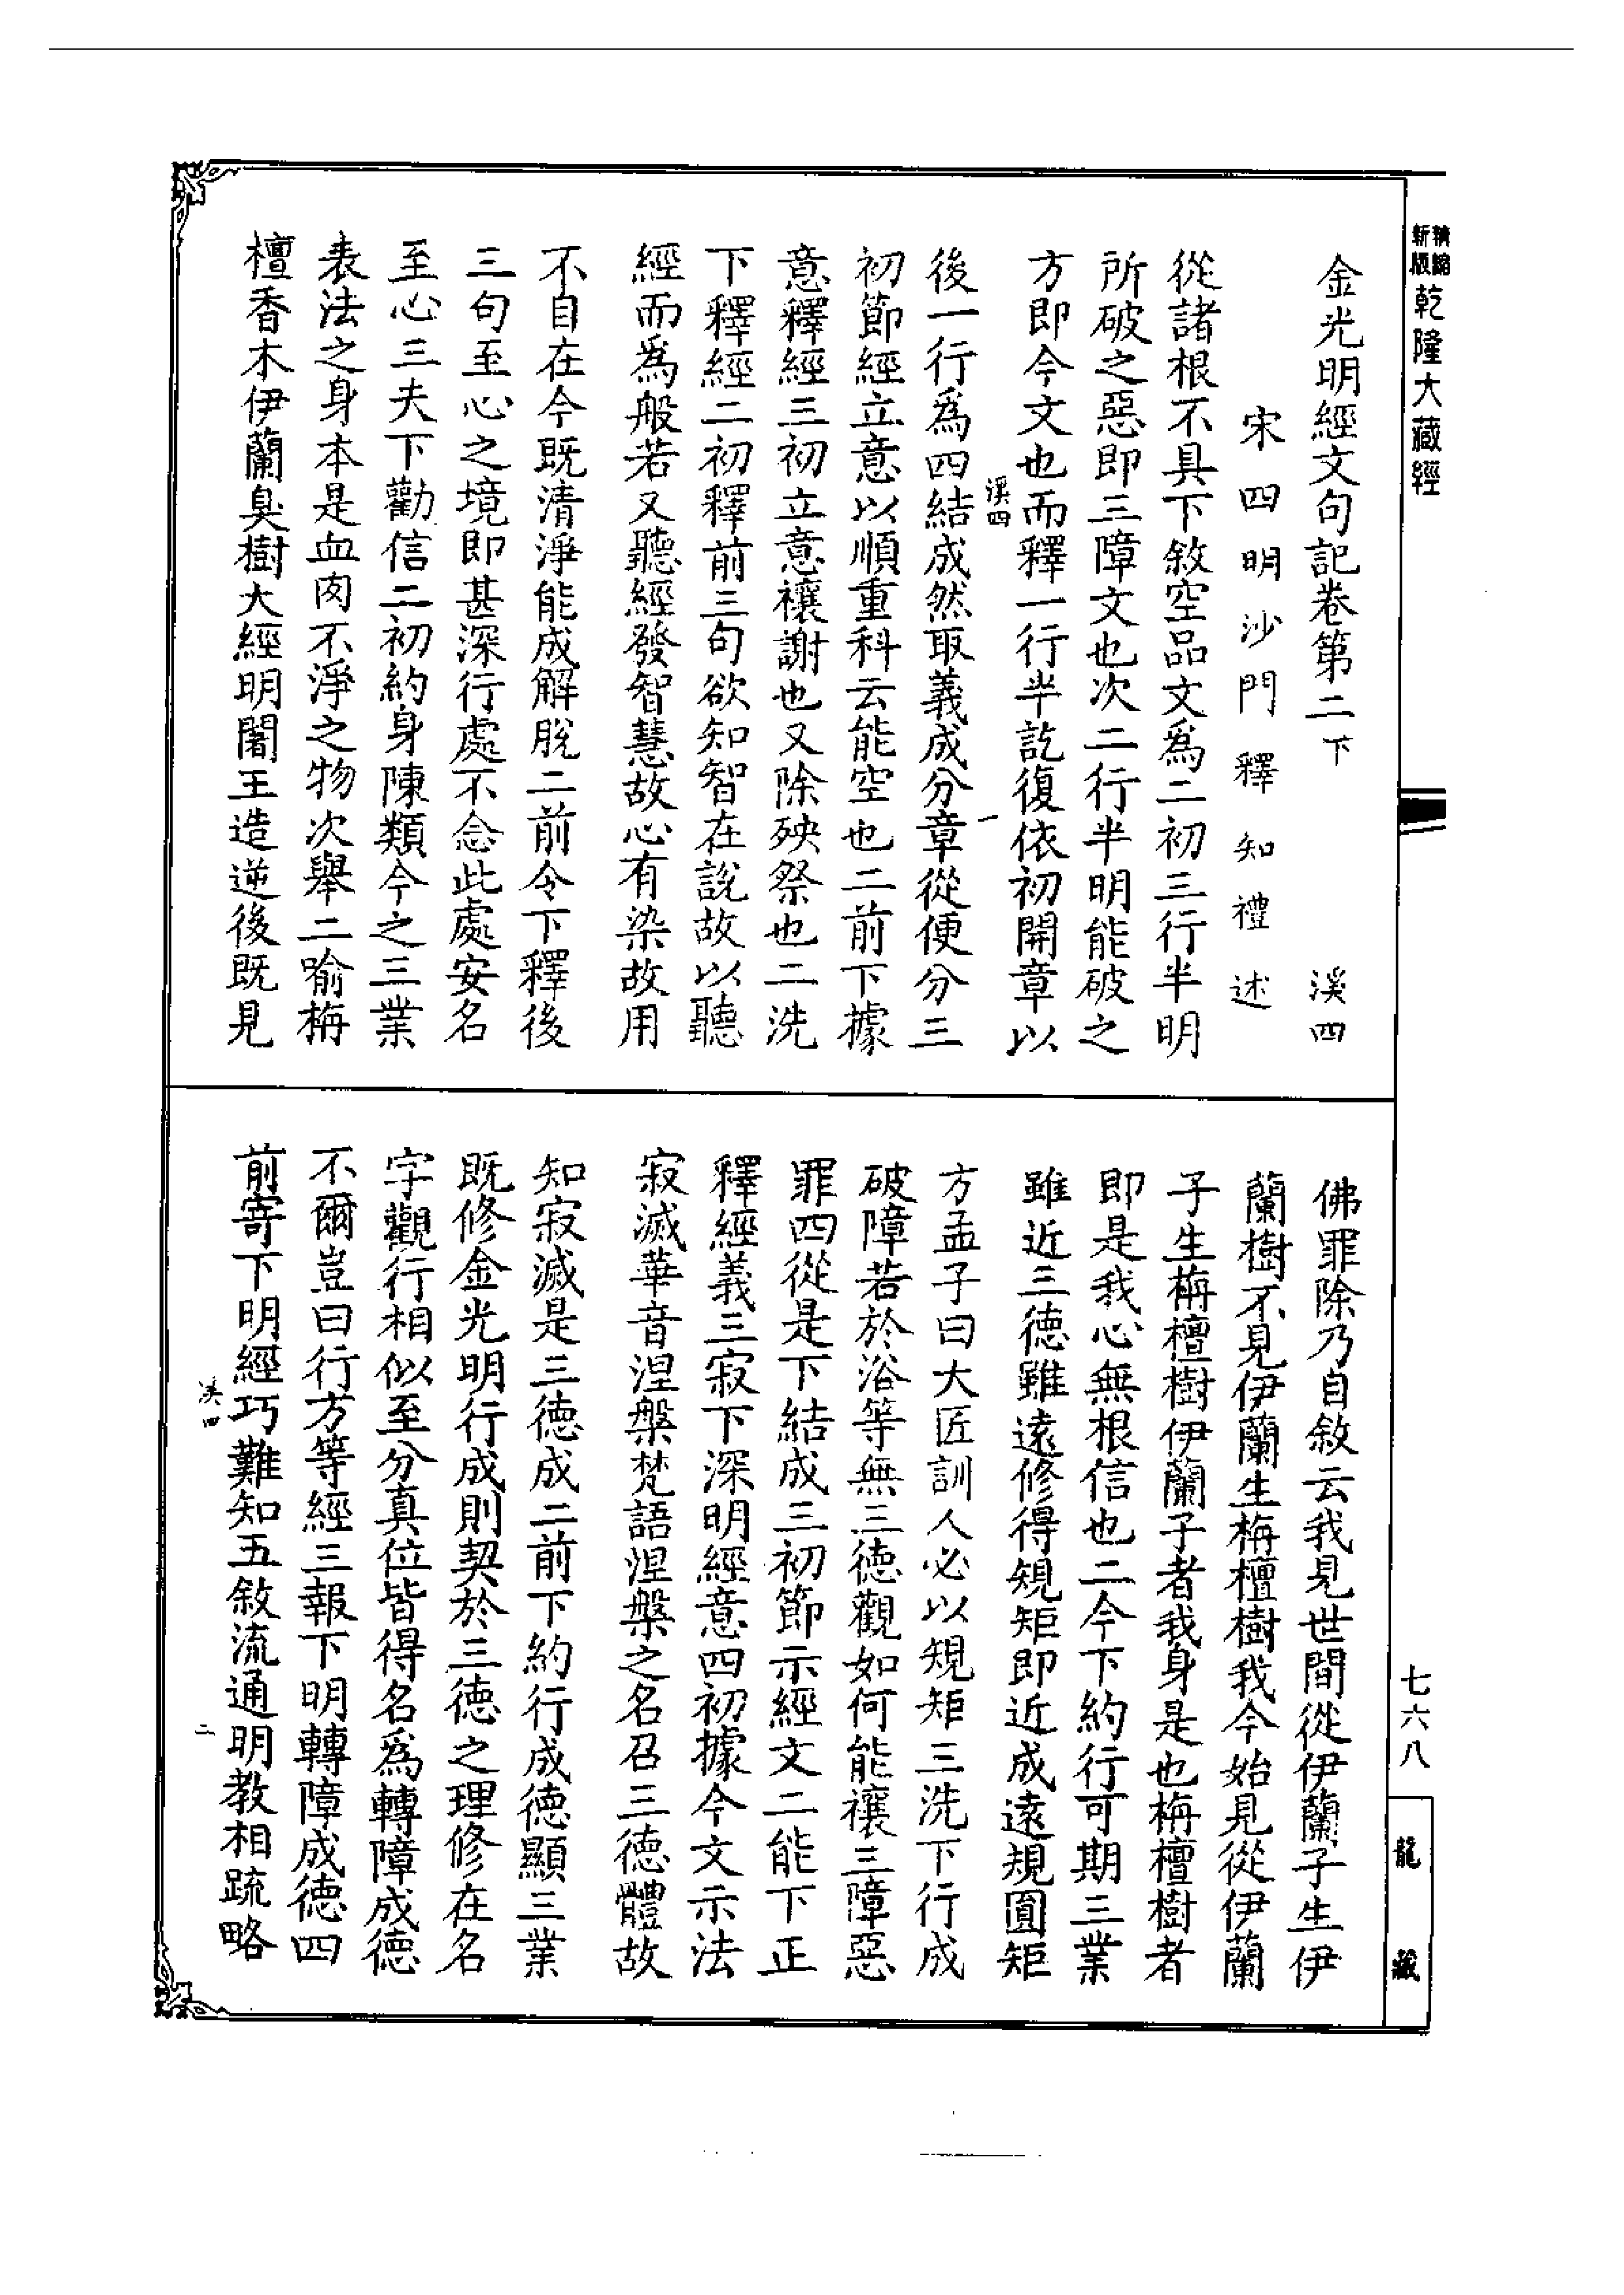 精縮新版乾隆大藏經
金光明經文句記卷第二下 溪四
宋四明沙門釋知禮述
從諸根不具下敘空品文爲二初三行半明
所破之惡即三障文也次二行半明能破之
方即今文也而釋一行半訖復依初開章以
溪四 一
後一行爲四結成然取義成分章從便分三
初節經立意以順重科云能空也二前下據
意釋經三初立意禳謝也又除殃祭也二洗
下釋經二初釋前三句欲知智在說故以聽
經而爲般若又聽經發智慧故心有染故用
不自在今既清淨能成解脫二前令下釋後
三句至心之境即甚深行處不念此處安名
至心三夫下勸信二初約身陳類今之三業
表法之身本是血肉不淨之物次舉二喻栴
檀香木伊蘭臭樹大經明闍王造逆後既見
佛罪除乃自敘云我見世間從伊蘭子生伊
蘭樹不見伊蘭生栴檀樹我今始見從伊蘭
子生栴檀樹伊蘭子者我身是也栴檀樹者
即是我心無根信也二今下約行可期三業
雖近三德雖遠修得規矩即近成遠規圓矩
方孟子曰大匠訓人必以規矩三洗下行成
破障若於浴等無三德觀如何能禳三障惡
罪四從是下結成三初節示經文二能下正
釋經義三寂下深明經意四初據今文示法
寂滅華音涅槃梵語涅槃之名召三德體故
知寂滅是三德成二前下約行成德顯三業
既修金光明行成則契於三德之理修在名
字觀行相似至分真位皆得名爲轉障成德
不爾豈曰行方等經三報下明轉障成德四
前寄下明經巧難知五敘流通明教相疏略
溪四 二
七六八
龍藏